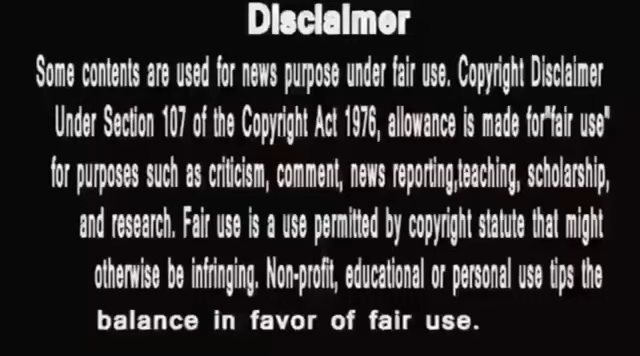 Disclaimer
Some contents are used for news purpose under fair use. Copyright Disclaimer
Under Section 107 of the Copyright Act 1976, allowance is made for"fair use"
for purposes such as criticism, comment, news reporting,teaching, scholarship,
and research. Fair use is a use permitted by copyright statute that might
otherwise be infringing. Non-profit, educational or personal use tips the
balance in favor of fair use.